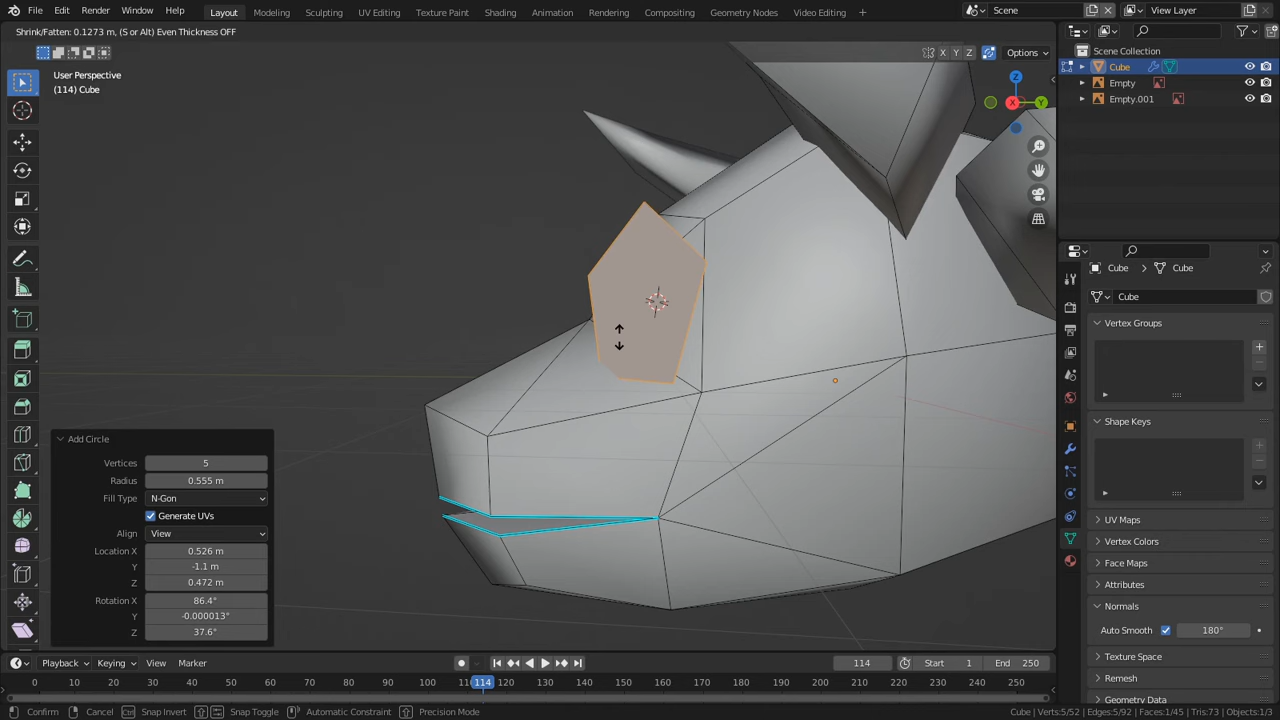 File Edit Render Window Help Layout Modeling Sculpting UV Editing Texture Paint Shading Animation Rendering Compositing Geometry Nodes Video Editing Scene View Layer
Shrink/Fatten: 0.1273 m, (S or Alt) Even Thickness OFF
X Y Z Options
Scene Collection
Cube
Empty
Empty.001
User Perspective
(114) Cube
Z
X Y
Cube Cube
Cube
Vertex Groups
Shape Keys
UV Maps
Vertex Colors
Face Maps
Attributes
Normals
Auto Smooth 180°
Texture Space
Remesh
Geometry Data
Add Circle
Vertices 5
Radius 0.555 m
Fill Type N-Gon
Generate UVs
Align View
Location X 0.526 m
Y -1.1 m
Z 0.472 m
Rotation X 86.4°
Y -0.000013°
Z 37.6°
Playback Keying View Marker 114 Start 1 End 250
0 10 20 30 40 50 60 70 80 90 100 114 120 130 140 150 160 170 180 190 200 210 220 230 240 250
Confirm Cancel Snap Invert Snap Toggle Automatic Constraint Precision Mode Cube | Verts:5/52 | Edges:5/92 | Faces:1/45 | Tris:73 | Objects:1/3